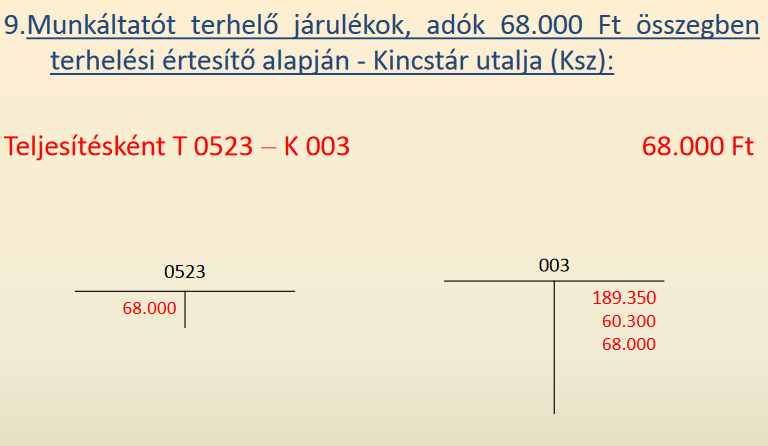 9.Munkáltatót terhelő járulékok, adók 68.000 Ft összegben
terhelési értesítő alapján - Kincstár utalja (Ksz):
Teljesítésként T 0523 – K 003 68.000 Ft
0523
68.000
003
189.350
60.300
68.000